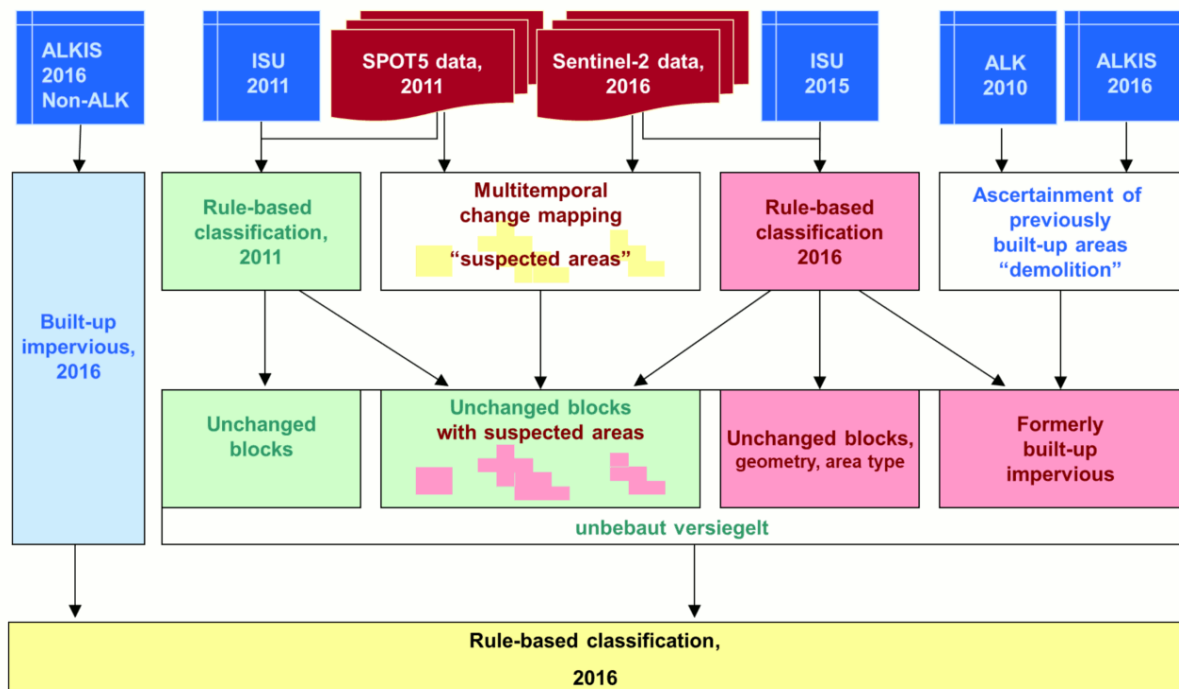 ALKIS
2016
Non-ALK
ISU
2011
SPOT5 data,
2011
Sentinel-2 data,
2016
ISU
2015
ALK
2010
ALKIS
2016
Built-up
impervious,
2016
Rule-based
classification,
2011
Multitemporal
change mapping
“suspected areas”
Rule-based
classification
2016
Ascertainment of
previously
built-up areas
“demolition”
Unchanged
blocks
Unchanged blocks
with suspected areas
Unchanged blocks,
geometry, area type
Formerly
built-up
impervious
unbebaut versiegelt
Rule-based classification,
2016